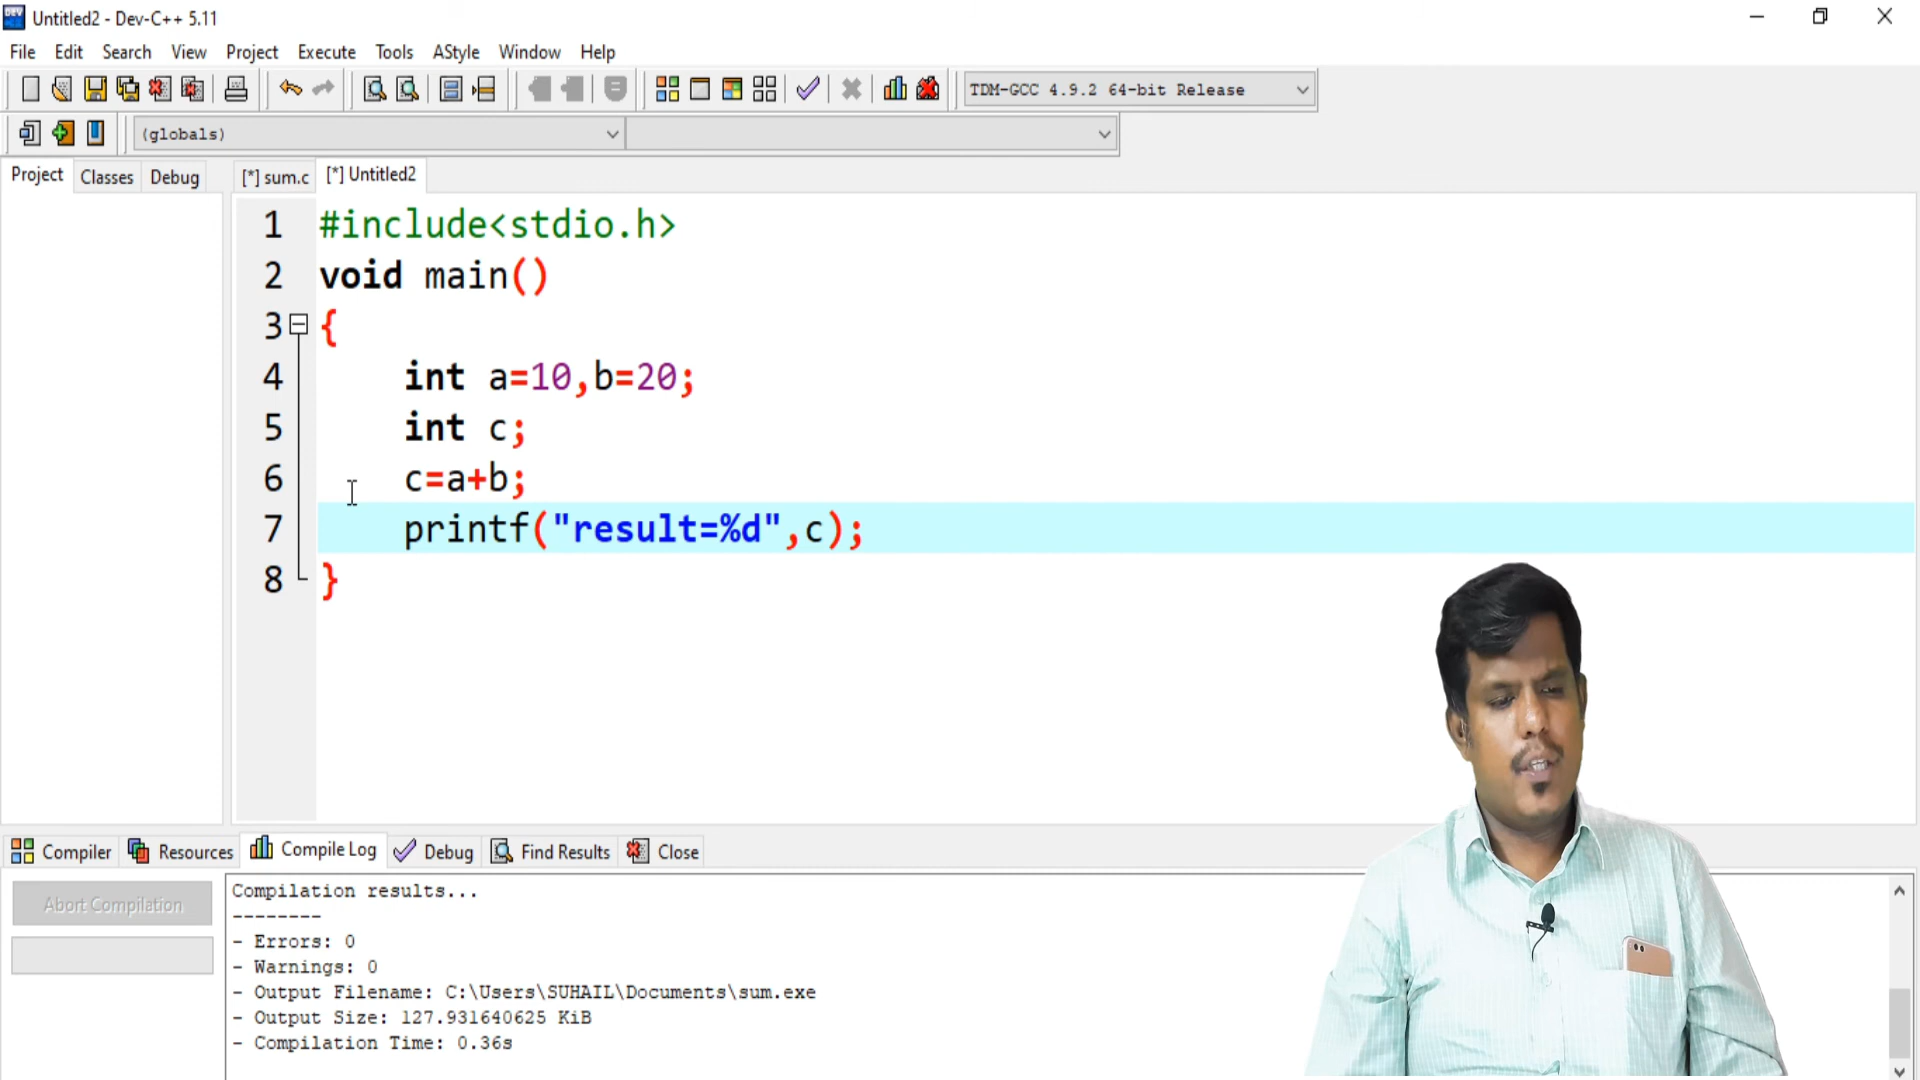 Untitled2 - Dev-C++ 5.11
File Edit Search View Project Execute Tools AStyle Window Help
TDM-GCC 4.9.2 64-bit Release
(globals)
Project Classes Debug [*] sum.c [*] Untitled2
1 #include<stdio.h>
2 void main()
3 {
4 int a=10,b=20;
5 int c;
6 c=a+b;
7 printf("result=%d",c);
8 }
Compiler Resources Compile Log Debug Find Results Close
Abort Compilation
Compilation results...
--------
- Errors: 0
- Warnings: 0
- Output Filename: C:\Users\SUHAIL\Documents\sum.exe
- Output Size: 127.931640625 KiB
- Compilation Time: 0.36s